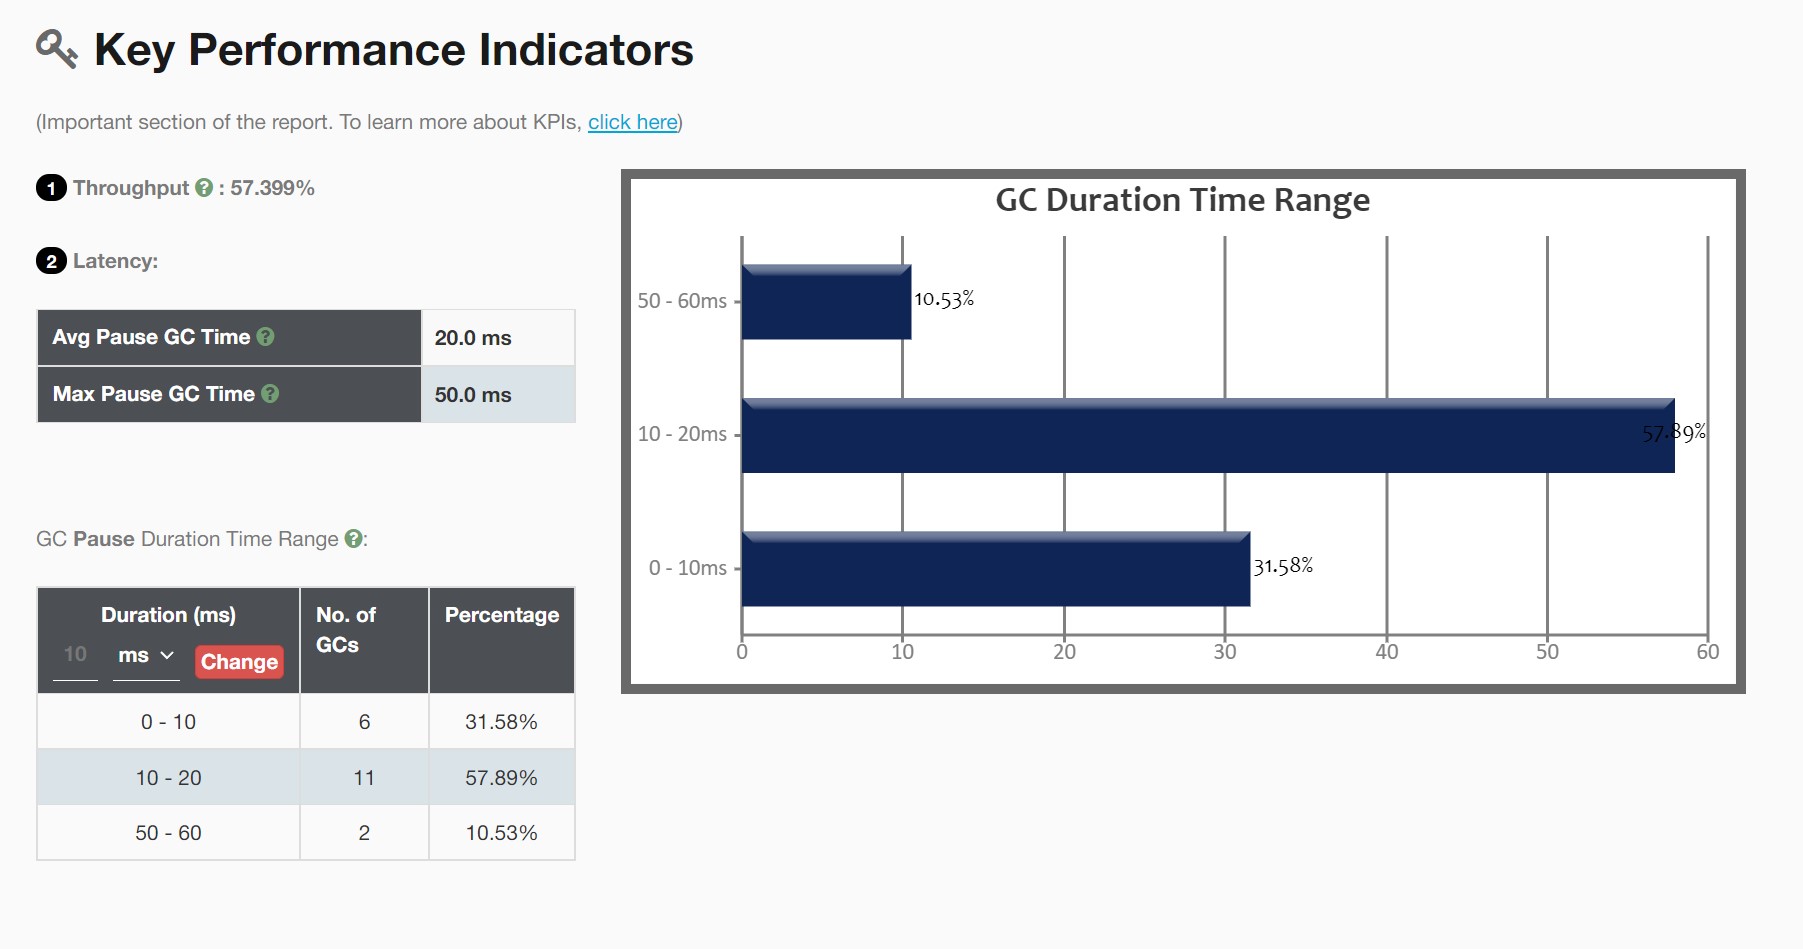 Key Performance Indicators
(Important section of the report. To learn more about KPIs, click here)
1 Throughput ? : 57.399%
2 Latency:
Avg Pause GC Time ? 20.0 ms
Max Pause GC Time ? 50.0 ms
GC Pause Duration Time Range ?:
Duration (ms) No. of GCs Percentage
10 ms Change
0 - 10 6 31.58%
10 - 20 11 57.89%
50 - 60 2 10.53%
GC Duration Time Range
50 - 60ms 10.53%
10 - 20ms 57.89%
0 - 10ms 31.58%
0 10 20 30 40 50 60